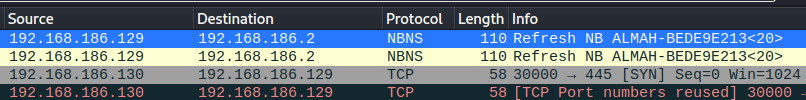 Source Destination Protocol Length Info
192.168.186.129 192.168.186.2 NBNS 110 Refresh NB ALMAH-BEDE9E213<20>
192.168.186.129 192.168.186.2 NBNS 110 Refresh NB ALMAH-BEDE9E213<20>
192.168.186.130 192.168.186.129 TCP 58 30000 → 445 [SYN] Seq=0 Win=1024
192.168.186.130 192.168.186.129 TCP 58 [TCP Port numbers reused] 30000 →